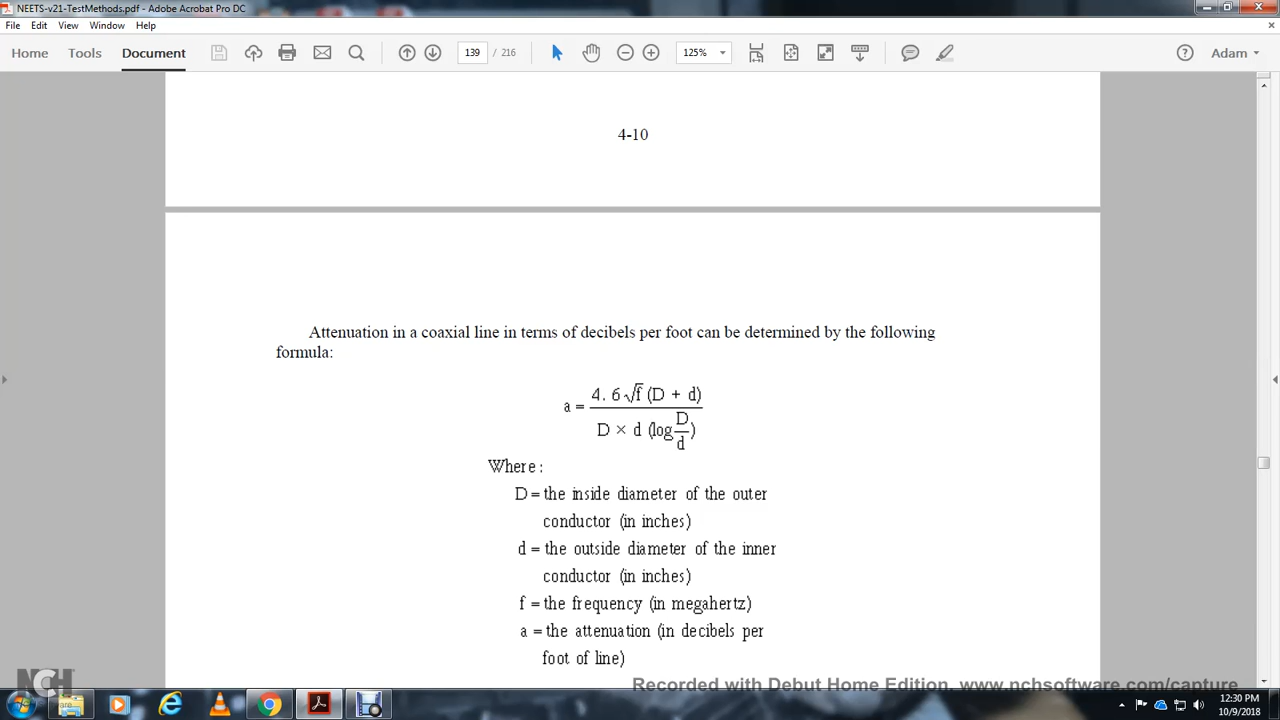 NEETS-v21-TestMethods.pdf - Adobe Acrobat Pro DC
File Edit View Window Help
Home Tools Document 139 / 216 125% Adam
4-10
Attenuation in a coaxial line in terms of decibels per foot can be determined by the following
formula:
a = 4. 6 √f (D + d)
D × d (log D/d)
Where :
D = the inside diameter of the outer
conductor (in inches)
d = the outside diameter of the inner
conductor (in inches)
f = the frequency (in megahertz)
a = the attenuation (in decibels per
foot of line)
NCH
Recorded with Debut Home Edition. www.nchsoftware.com/capture
12:30 PM
10/9/2018